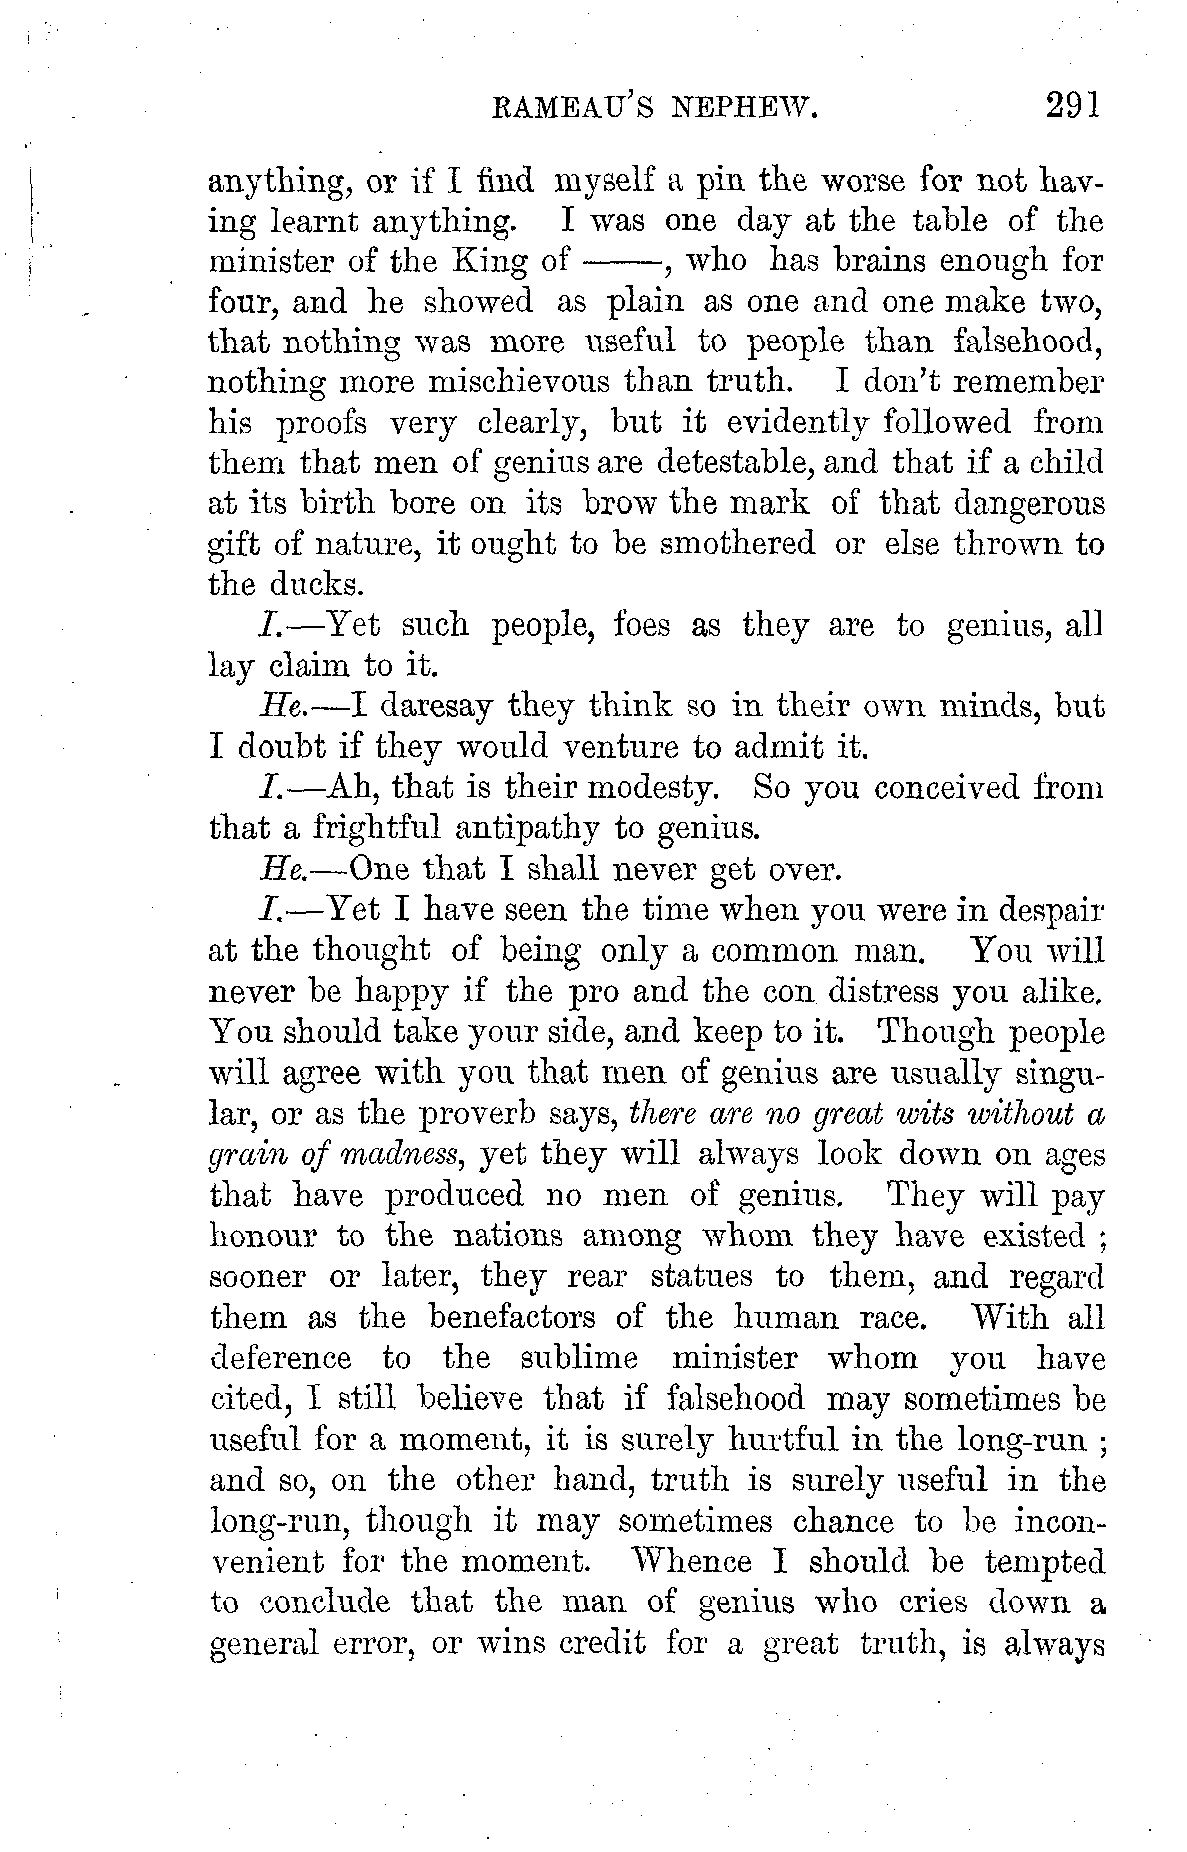 RAMEAU'S NEPHEW. 291
anything, or if I find myself a pin the worse for not hav-
ing learnt anything. I was one day at the table of the
minister of the King of ——, who has brains enough for
four, and he showed as plain as one and one make two,
that nothing was more useful to people than falsehood,
nothing more mischievous than truth. I don't remember
his proofs very clearly, but it evidently followed from
them that men of genius are detestable, and that if a child
at its birth bore on its brow the mark of that dangerous
gift of nature, it ought to be smothered or else thrown to
the ducks.
I.—Yet such people, foes as they are to genius, all
lay claim to it.
He.—I daresay they think so in their own minds, but
I doubt if they would venture to admit it.
I.—Ah, that is their modesty. So you conceived from
that a frightful antipathy to genius.
He.—One that I shall never get over.
I.—Yet I have seen the time when you were in despair
at the thought of being only a common man. You will
never be happy if the pro and the con distress you alike.
You should take your side, and keep to it. Though people
will agree with you that men of genius are usually singu-
lar, or as the proverb says, there are no great wits without a
grain of madness, yet they will always look down on ages
that have produced no men of genius. They will pay
honour to the nations among whom they have existed ;
sooner or later, they rear statues to them, and regard
them as the benefactors of the human race. With all
deference to the sublime minister whom you have
cited, I still believe that if falsehood may sometimes be
useful for a moment, it is surely hurtful in the long-run ;
and so, on the other hand, truth is surely useful in the
long-run, though it may sometimes chance to be incon-
venient for the moment. Whence I should be tempted
to conclude that the man of genius who cries down a
general error, or wins credit for a great truth, is always